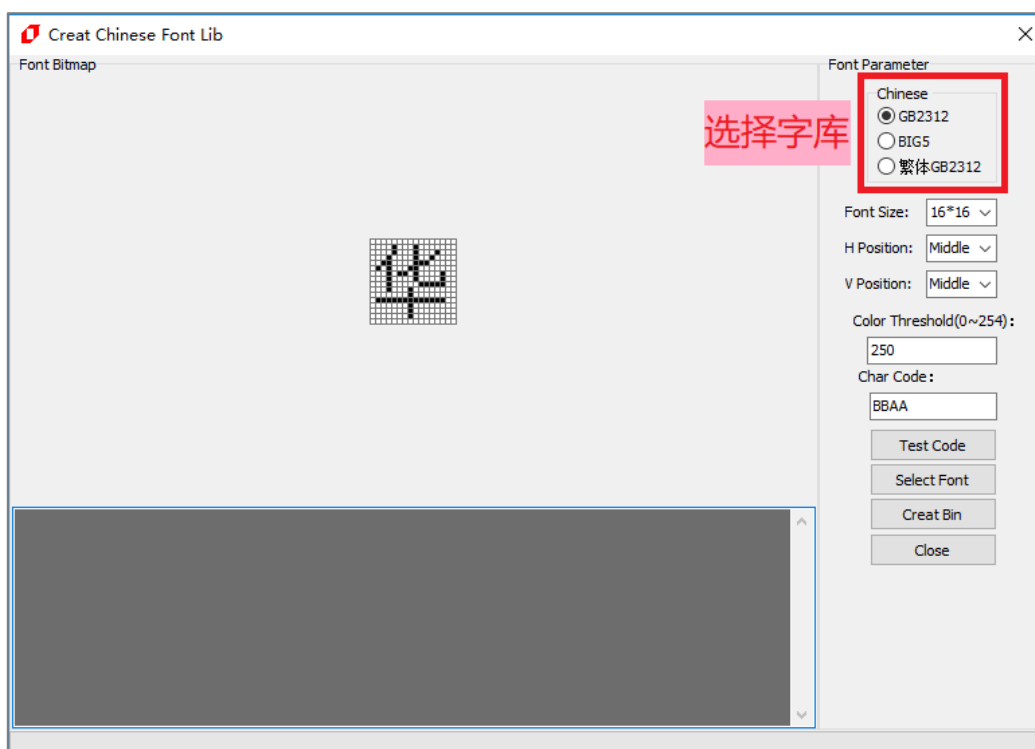 Creat Chinese Font Lib
Font Bitmap
Font Parameter
Chinese
选择字库
GB2312
BIG5
繁体GB2312
Font Size: 16*16
H Position: Middle
V Position: Middle
华
Color Threshold(0~254):
250
Char Code:
BBAA
Test Code
Select Font
Creat Bin
Close